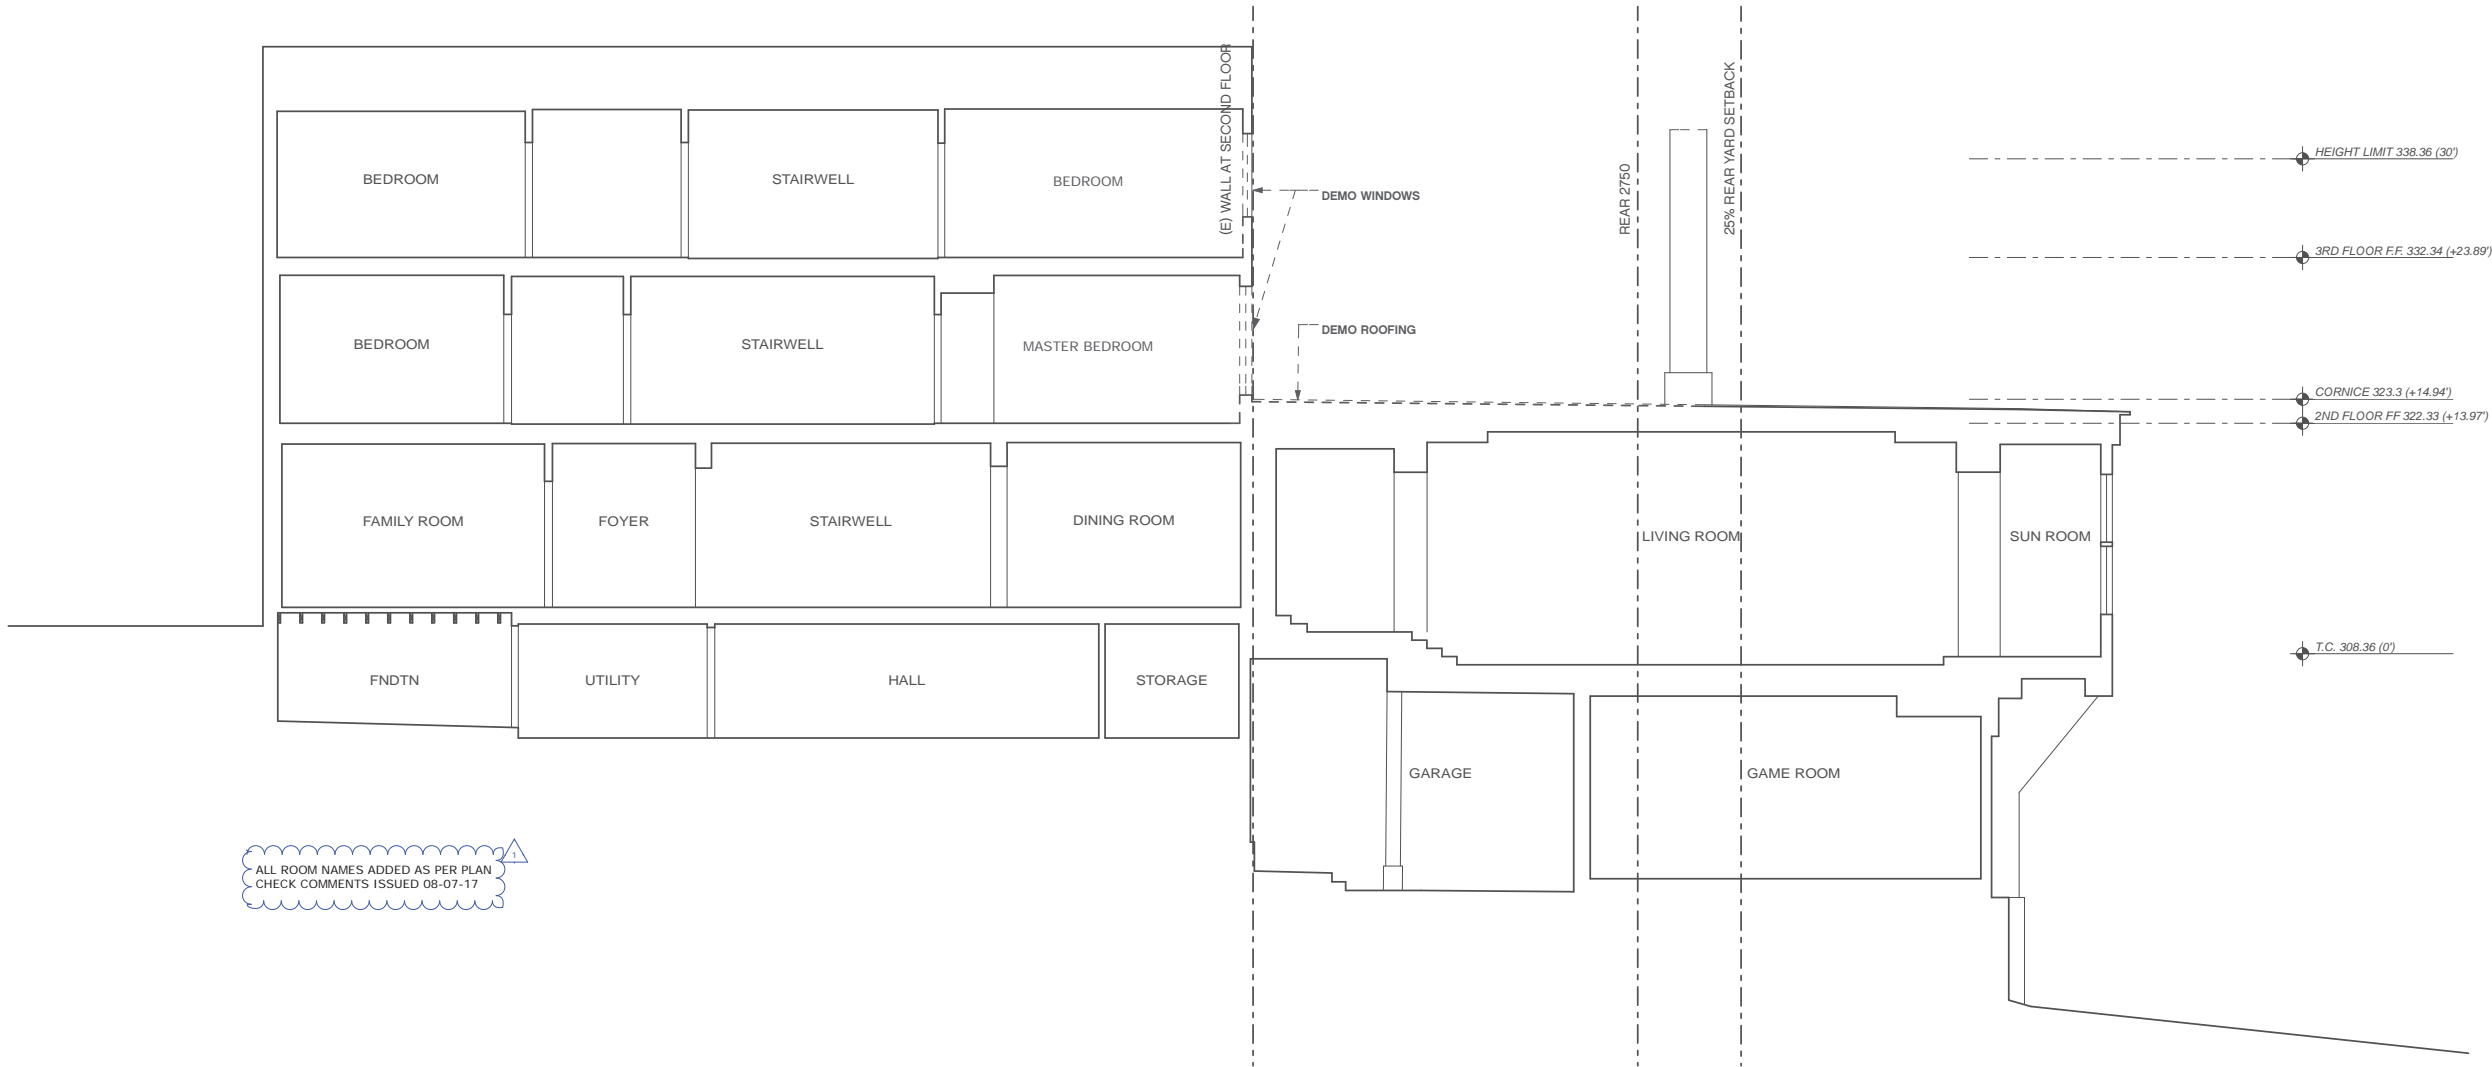 (E) WALL AT SECOND FLOOR
REAR 2750
25% REAR YARD SETBACK
HEIGHT LIMIT 338.36 (30')
BEDROOM
STAIRWELL
BEDROOM
DEMO WINDOWS
3RD FLOOR F.F. 332.34 (+23.89')
BEDROOM
STAIRWELL
MASTER BEDROOM
DEMO ROOFING
CORNICE 323.3 (+14.94')
2ND FLOOR FF 322.33 (+13.97')
FAMILY ROOM
FOYER
STAIRWELL
DINING ROOM
LIVING ROOM
SUN ROOM
T.C. 308.36 (0')
FNDTN
UTILITY
HALL
STORAGE
GARAGE
GAME ROOM
1
ALL ROOM NAMES ADDED AS PER PLAN
CHECK COMMENTS ISSUED 08-07-17